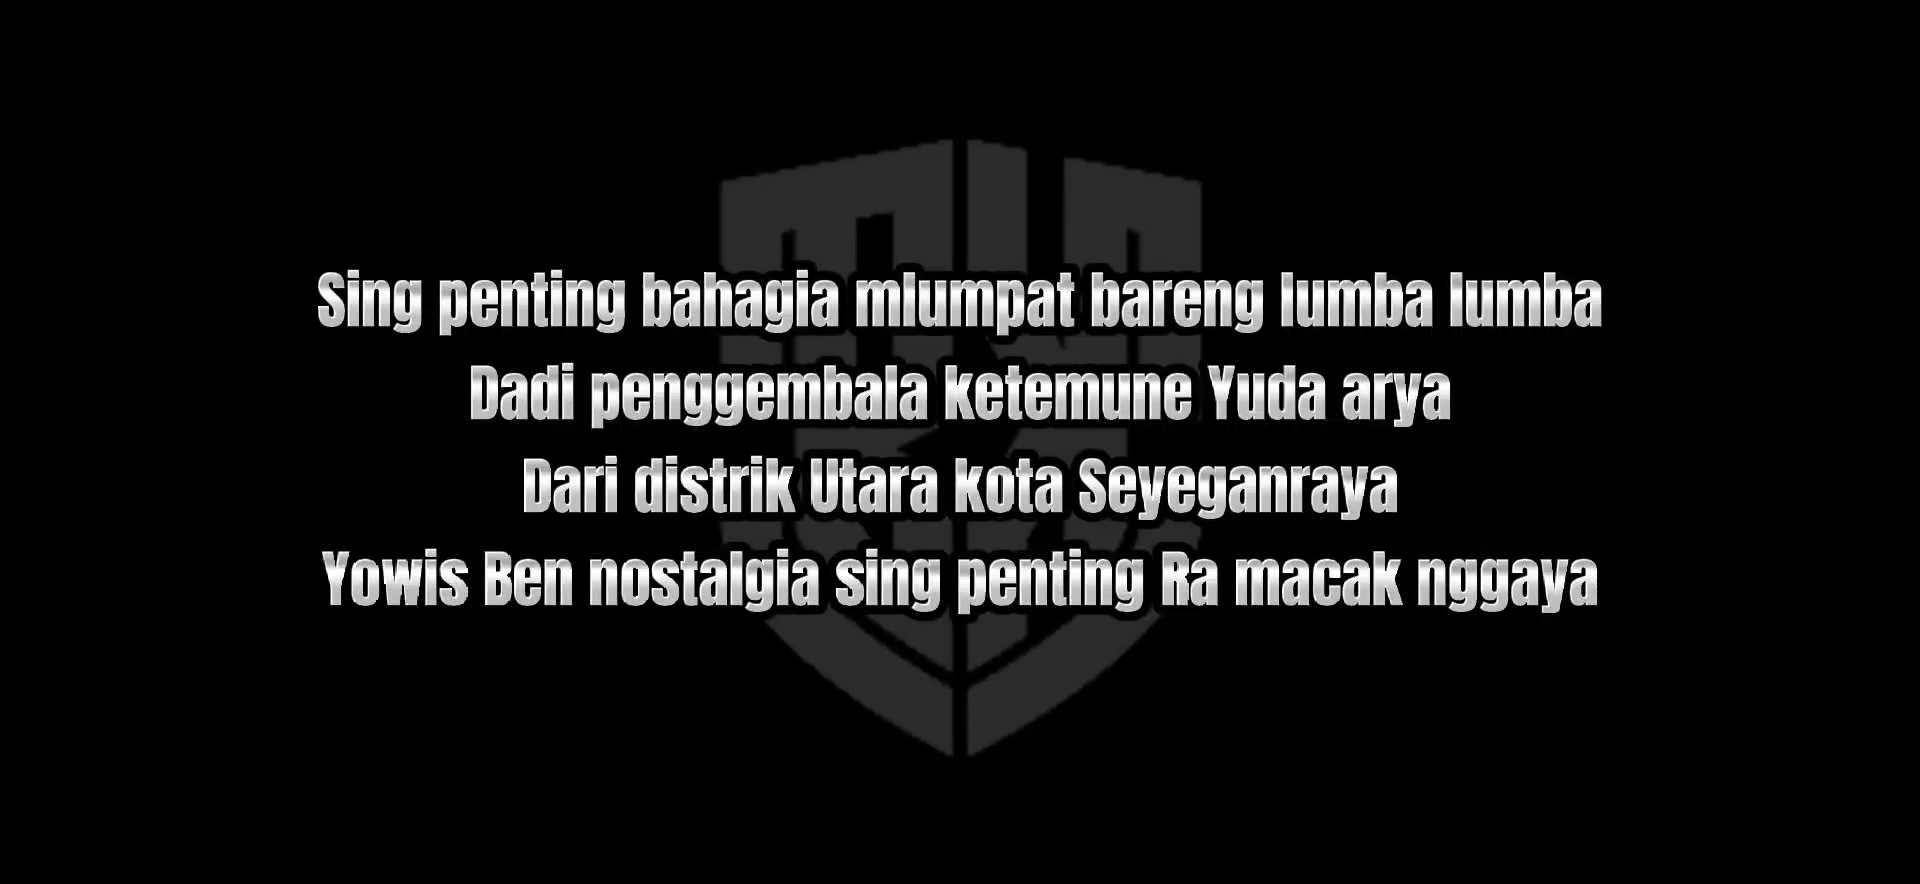 Sing penting bahagia mlumpat bareng lumba lumba
Dadi penggembala ketemune Yuda arya
Dari distrik Utara kota Seyeganraya
Yowis Ben nostalgia sing penting Ra macak nggaya